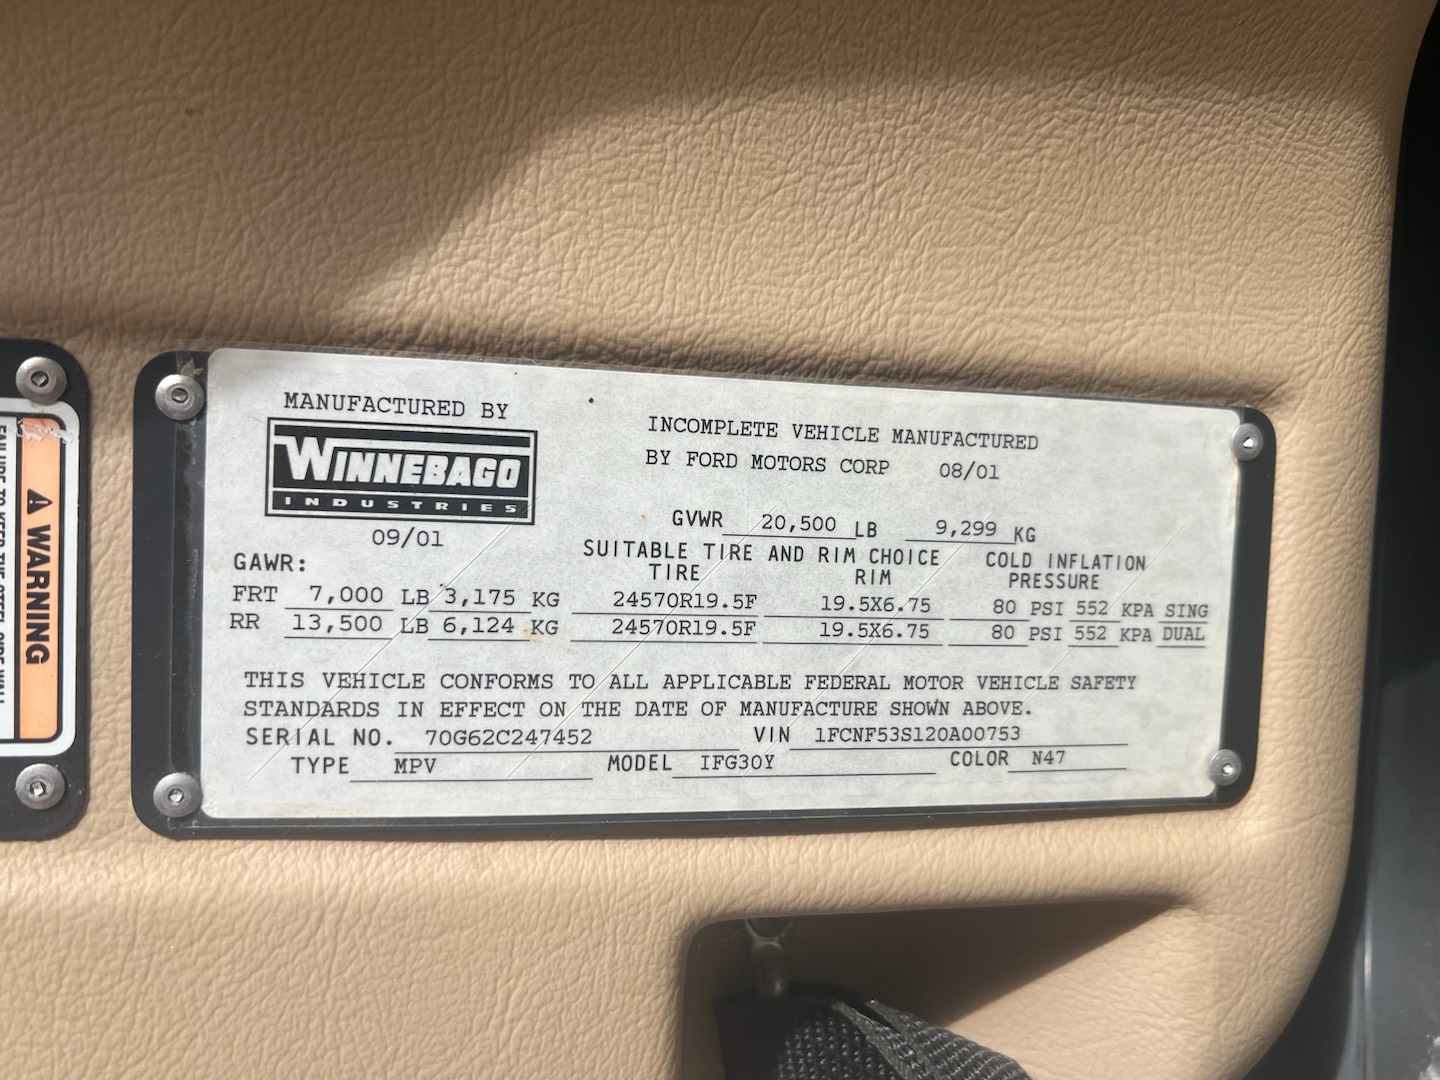 MANUFACTURED BY
WINNEBAGO
INDUSTRIES
09/01
INCOMPLETE VEHICLE MANUFACTURED
BY FORD MOTORS CORP 08/01
GVWR 20,500 LB 9,299 KG
SUITABLE TIRE AND RIM CHOICE COLD INFLATION
TIRE RIM PRESSURE
GAWR:
FRT 7,000 LB 3,175 KG 24570R19.5F 19.5X6.75 80 PSI 552 KPA SING
RR 13,500 LB 6,124 KG 24570R19.5F 19.5X6.75 80 PSI 552 KPA DUAL
THIS VEHICLE CONFORMS TO ALL APPLICABLE FEDERAL MOTOR VEHICLE SAFETY
STANDARDS IN EFFECT ON THE DATE OF MANUFACTURE SHOWN ABOVE.
SERIAL NO. 70G62C247452 VIN 1FCNF53S120A00753
TYPE MPV MODEL IFG30Y COLOR N47
WARNING